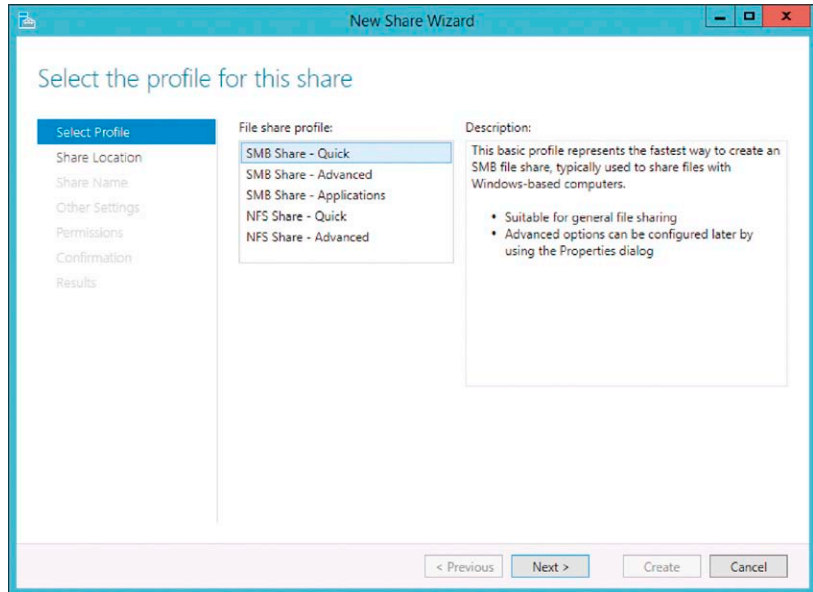 New Share Wizard
Select the profile for this share
Select Profile
Share Location
Share Name
Other Settings
Permissions
Confirmation
Results
File share profile:
SMB Share - Quick
SMB Share - Advanced
SMB Share - Applications
NFS Share - Quick
NFS Share - Advanced
Description:
This basic profile represents the fastest way to create an
SMB file share, typically used to share files with
Windows-based computers.
• Suitable for general file sharing
• Advanced options can be configured later by
using the Properties dialog
< Previous
Next >
Create
Cancel